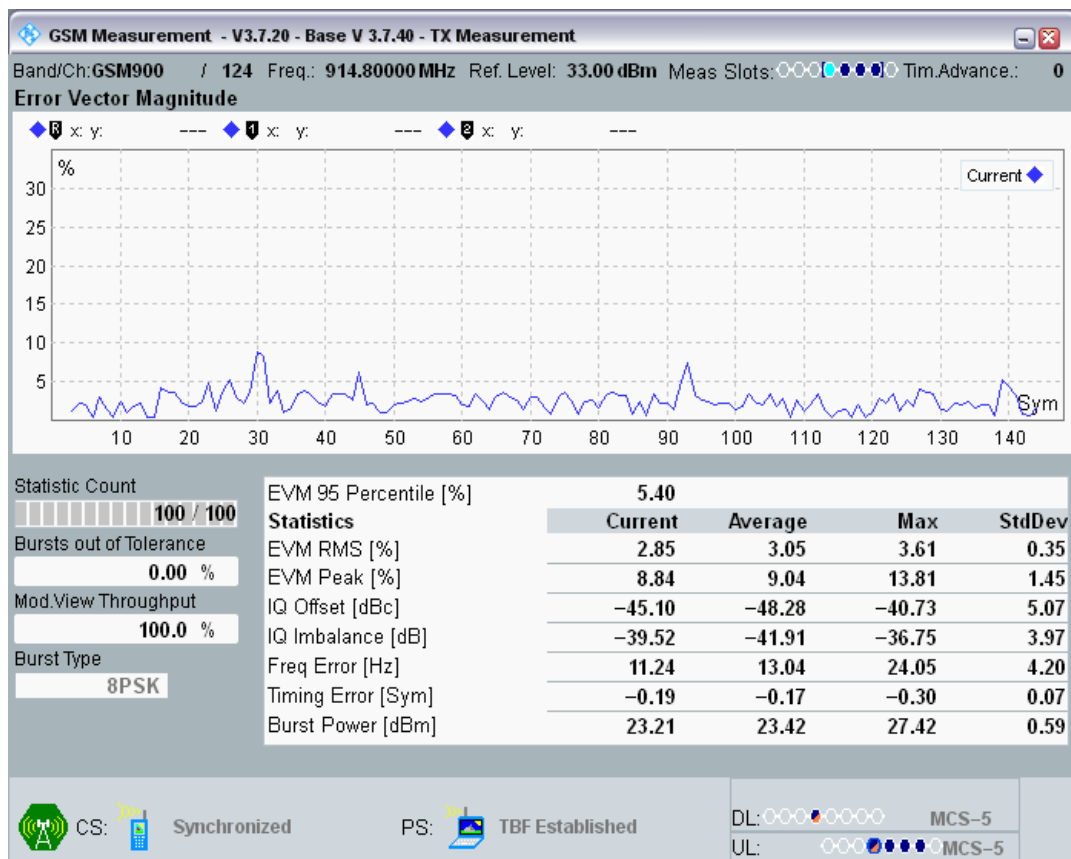 GSM Measurement - V3.7.20 - Base V 3.7.40 - TX Measurement
Band/Ch:GSM900 / 124 Freq.: 914.80000 MHz Ref. Level: 33.00 dBm Meas Slots: Tim.Advance.: 0
Error Vector Magnitude
R x: y: --- 1 x: y: --- 2 x: y: ---
%
Current
30
25
20
15
10
5
Sym
10 20 30 40 50 60 70 80 90 100 110 120 130 140
Statistic Count
100 / 100
Bursts out of Tolerance
0.00 %
Mod.View Throughput
100.0 %
Burst Type
8PSK
EVM 95 Percentile [%] 5.40
Statistics Current Average Max StdDev
EVM RMS [%] 2.85 3.05 3.61 0.35
EVM Peak [%] 8.84 9.04 13.81 1.45
IQ Offset [dBc] −45.10 −48.28 −40.73 5.07
IQ Imbalance [dB] −39.52 −41.91 −36.75 3.97
Freq Error [Hz] 11.24 13.04 24.05 4.20
Timing Error [Sym] −0.19 −0.17 −0.30 0.07
Burst Power [dBm] 23.21 23.42 27.42 0.59
CS: Synchronized PS: TBF Established
DL: MCS−5
UL: MCS−5